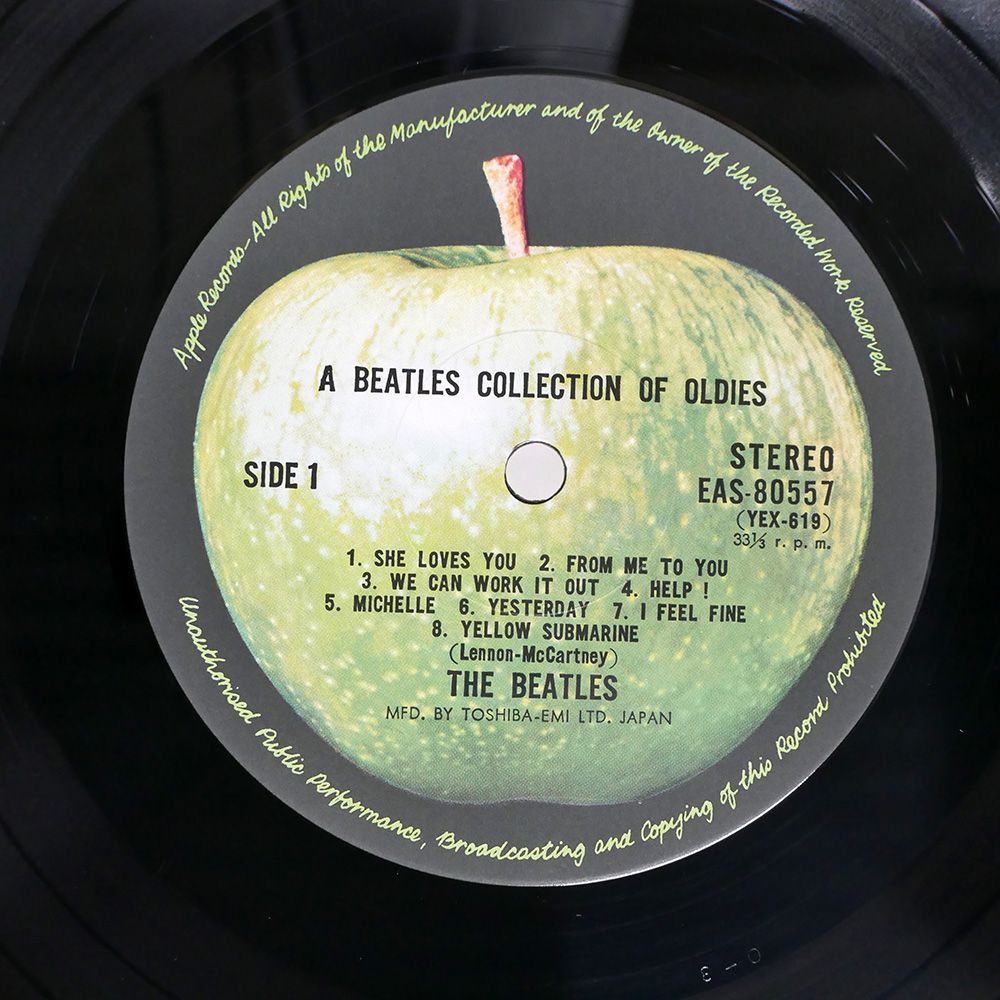 Apple Records-All Rights of the Manufacturer and of the Owner of the Recorded Work Reserved
A BEATLES COLLECTION OF OLDIES
SIDE 1
STEREO
EAS-80557
(YEX-619)
33⅓ r. p. m.
1. SHE LOVES YOU 2. FROM ME TO YOU
3. WE CAN WORK IT OUT 4. HELP !
5. MICHELLE 6. YESTERDAY 7. I FEEL FINE
8. YELLOW SUBMARINE
(Lennon-McCartney)
THE BEATLES
MFD. BY TOSHIBA-EMI LTD. JAPAN
Unauthorised Public Performance, Broadcasting and Copying of this Record Prohibited